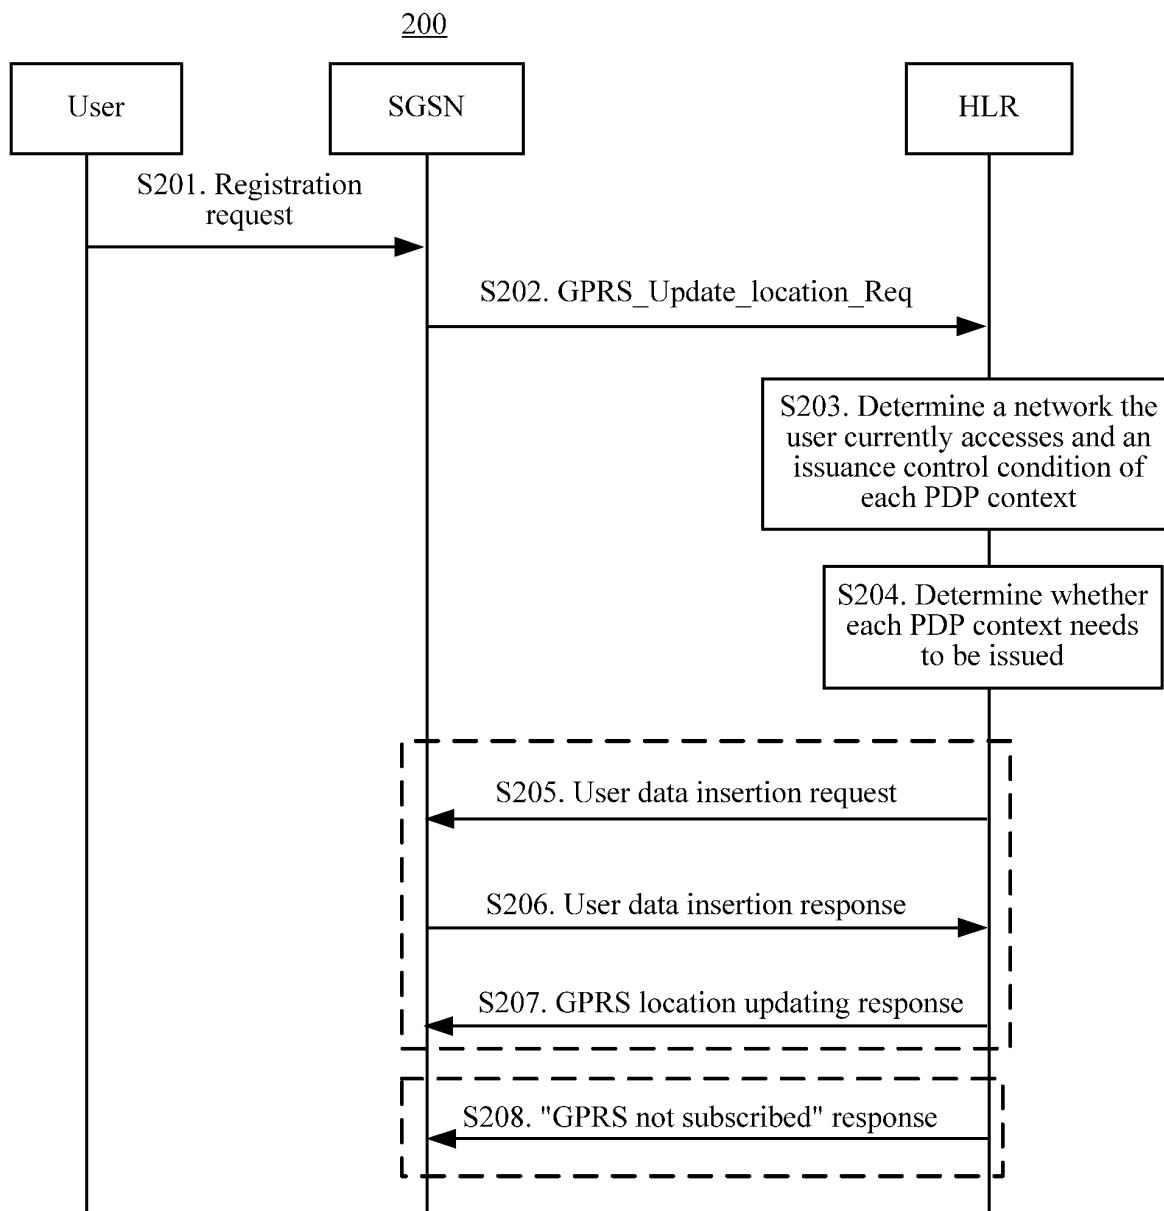 200
User
SGSN
HLR
S201. Registration
request
S202. GPRS_Update_location_Req
S203. Determine a network the
user currently accesses and an
issuance control condition of
each PDP context
S204. Determine whether
each PDP context needs
to be issued
S205. User data insertion request
S206. User data insertion response
S207. GPRS location updating response
S208. "GPRS not subscribed" response